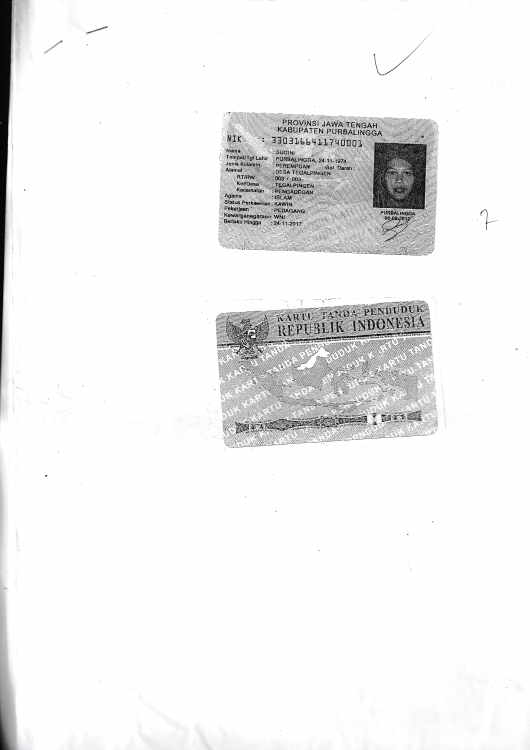 PROVINSI JAWA TENGAH
KABUPATEN PURBALINGGA
NIK : 3303166411740001
Nama : SUGINI
Tempat/Tgl Lahir : PURBALINGGA, 24-11-1974
Jenis Kelamin : PEREMPUAN Gol Darah :
Alamat : DESA TEGALPINGEN
RT/RW : 003 / 003
Kel/Desa : TEGALPINGEN
Kecamatan : PENGADEGAN
Agama : ISLAM
Status Perkawinan : KAWIN
Pekerjaan : PEDAGANG
Kewarganegaraan : WNI
Berlaku Hingga : 24-11-2017
PURBALINGGA
7
KARTU TANDA PENDUDUK
REPUBLIK INDONESIA